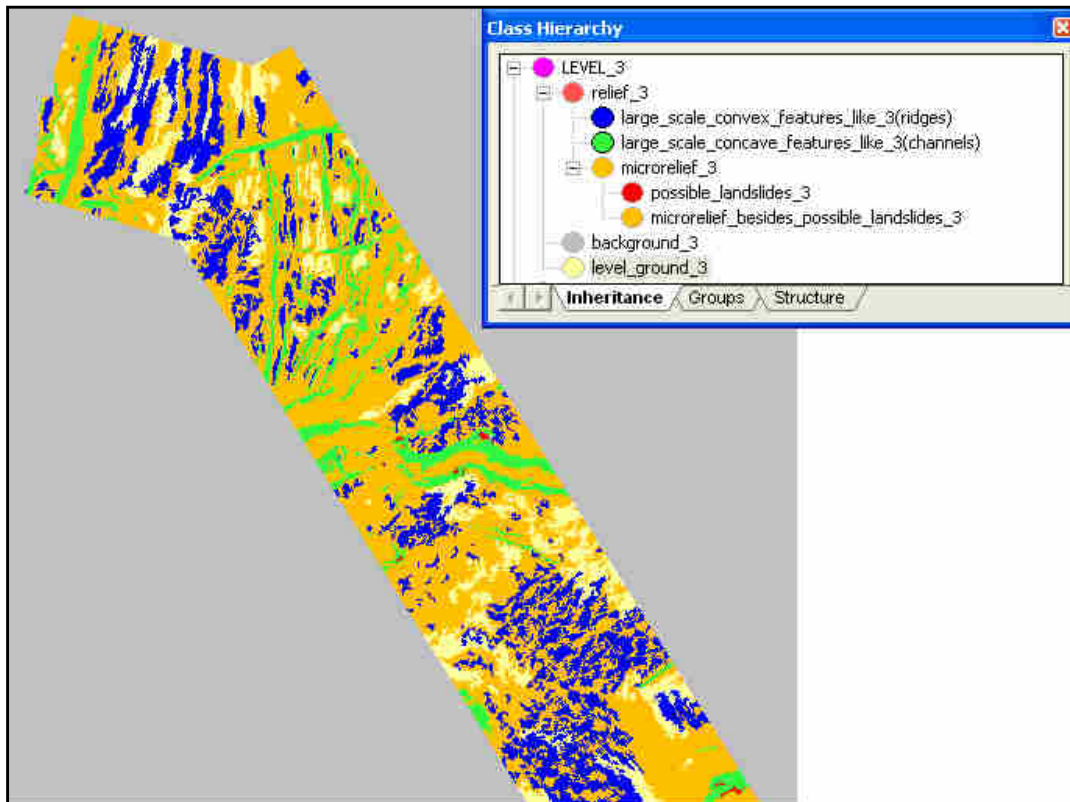 Class Hierarchy
LEVEL_3
relief_3
large_scale_convex_features_like_3(ridges)
large_scale_concave_features_like_3(channels)
microrelief_3
possible_landslides_3
microrelief_besides_possible_landslides_3
background_3
level_ground_3
Inheritance Groups Structure